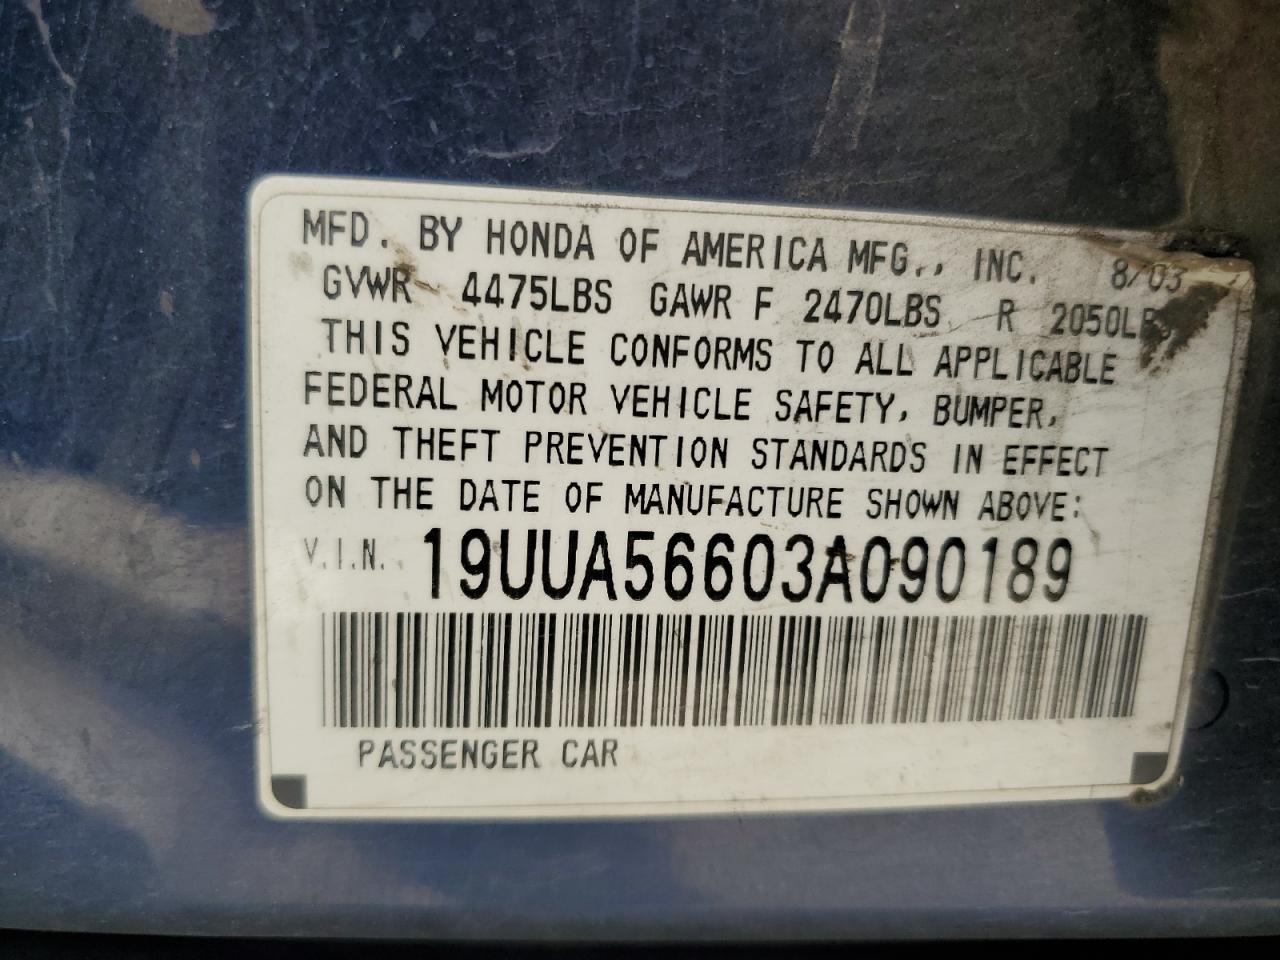 MFD. BY HONDA OF AMERICA MFG., INC. 8/03
GVWR 4475LBS GAWR F 2470LBS R 2050LBS
THIS VEHICLE CONFORMS TO ALL APPLICABLE
FEDERAL MOTOR VEHICLE SAFETY, BUMPER,
AND THEFT PREVENTION STANDARDS IN EFFECT
ON THE DATE OF MANUFACTURE SHOWN ABOVE:
V.I.N. 19UUA56603A090189
PASSENGER CAR